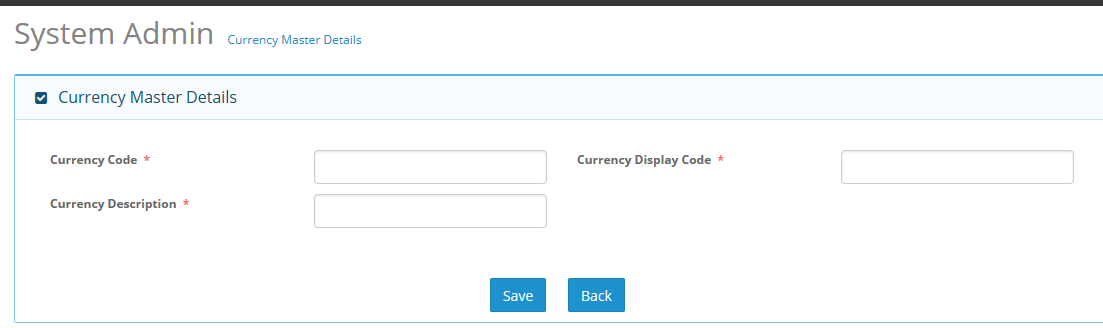 System Admin Currency Master Details
Currency Master Details
Currency Code * Currency Display Code *
Currency Description *
Save Back